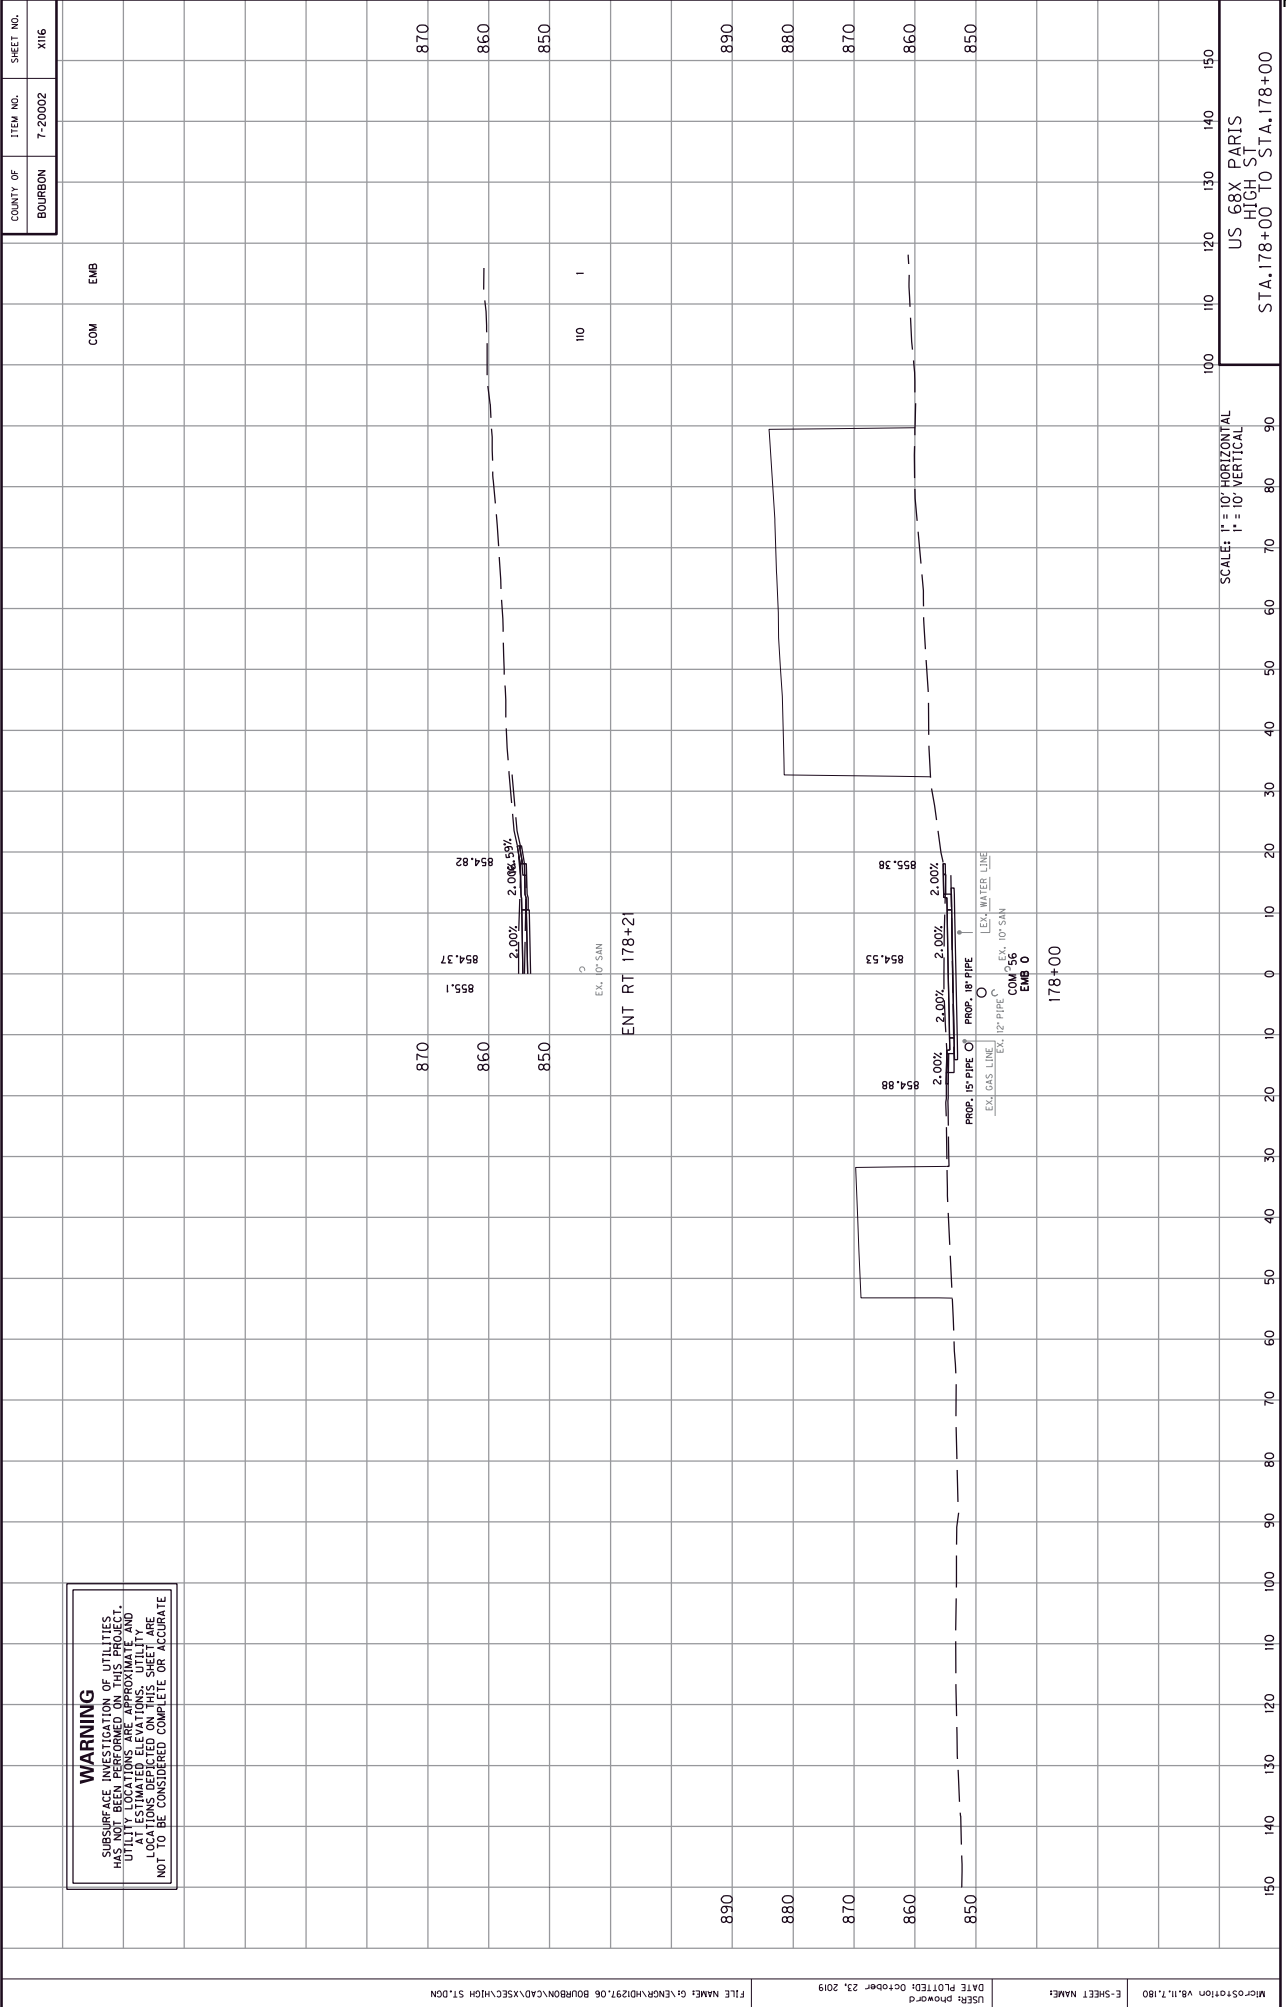 COUNTY OF ITEM NO. SHEET NO.
BOURBON 7-20002 X116
WARNING
SUBSURFACE INVESTIGATION OF UTILITIES
HAS NOT BEEN PERFORMED ON THIS PROJECT.
UTILITY LOCATIONS ARE APPROXIMATE AND
AT ESTIMATED ELEVATIONS. UTILITY
LOCATIONS DEPICTED ON THIS SHEET ARE
NOT TO BE CONSIDERED COMPLETE OR ACCURATE
COM EMB
870 870
860 860
850 850
855.1
854.37
854.82
2.00%
2.00%
110 1
EX. 10" SAN
ENT RT 178+21
890 890
880 880
870 870
860 860
850 850
854.88
854.53
855.38
2.00%
2.00%
2.00%
2.00%
PROP. 15" PIPE
PROP. 18" PIPE
EX. GAS LINE
EX. 12" PIPE
EX. WATER LINE
EX. 10" SAN
COM 56
EMB 0
178+00
100 110 120 130 140 150
SCALE: 1" = 10' HORIZONTAL
1" = 10' VERTICAL
US 68X PARIS
HIGH ST
STA.178+00 TO STA.178+00
150 140 130 120 110 100 90 80 70 60 50 40 30 20 10 0 10 20 30 40 50 60 70 80 90
FILE NAME: G:\ENGR\HD1297.06 BOURBON\CAD\XSEC\HIGH ST.DGN
USER: phoward
DATE PLOTTED: October 23, 2019
E-SHEET NAME:
MicroStation v8.11.7.180